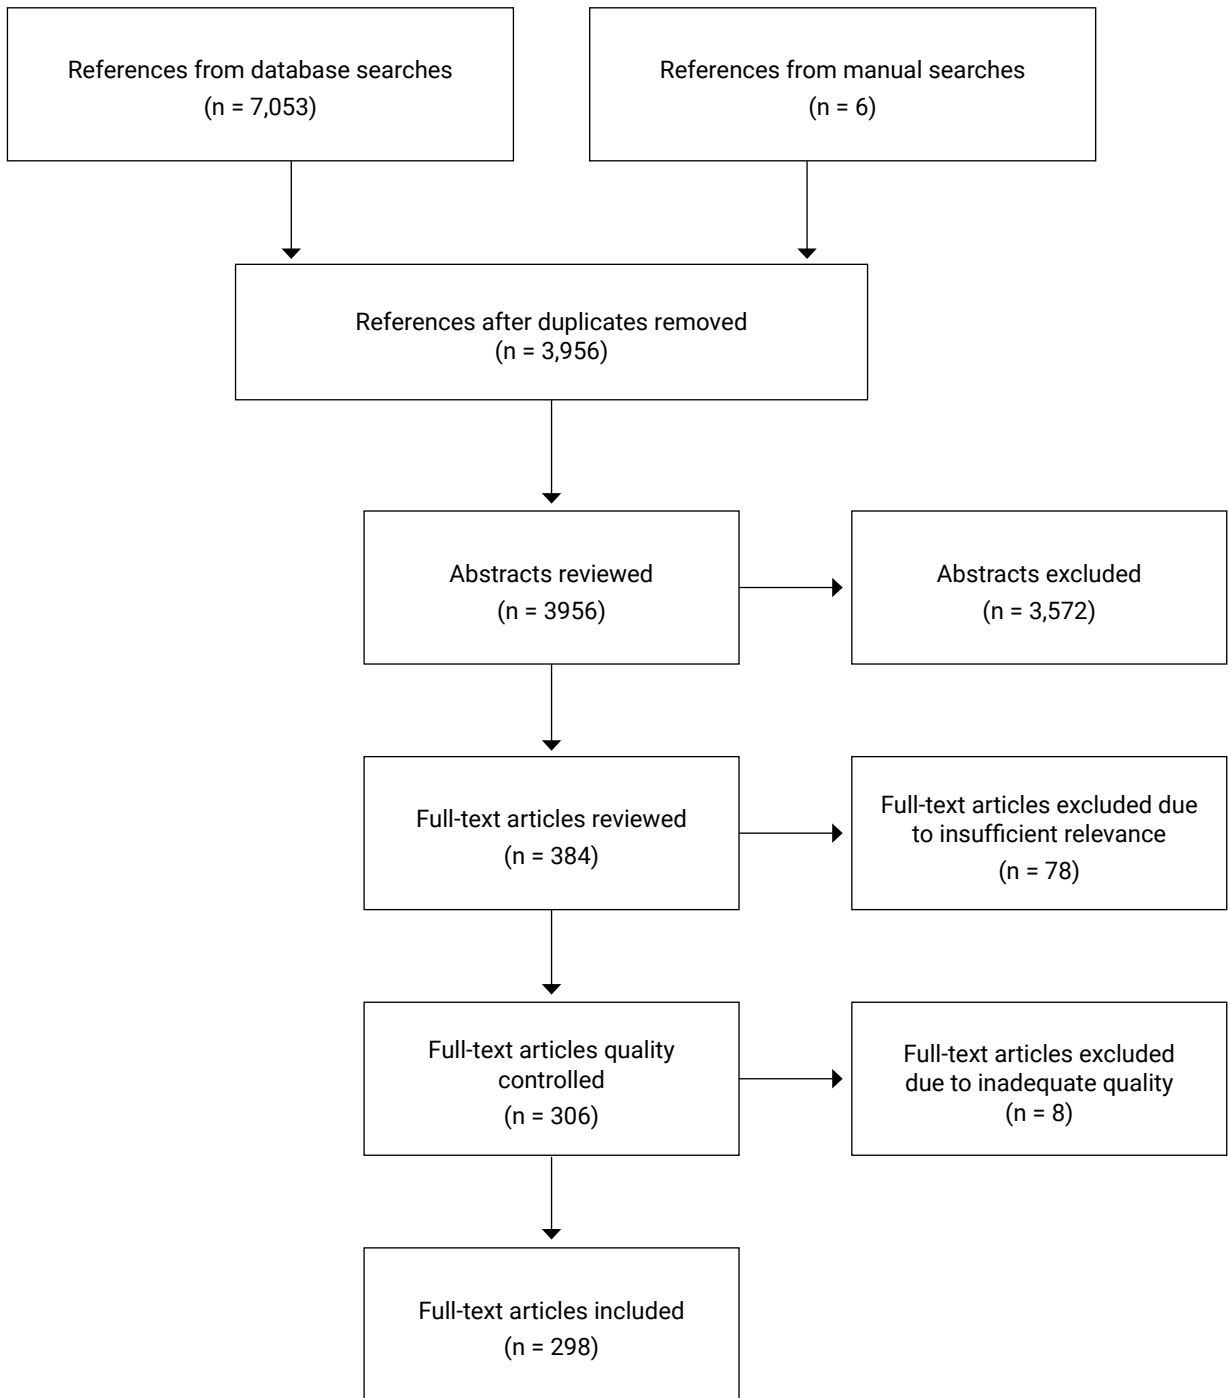 References from database searches
(n = 7,053)
References from manual searches
(n = 6)
References after duplicates removed
(n = 3,956)
Abstracts reviewed
(n = 3956)
Abstracts excluded
(n = 3,572)
Full-text articles reviewed
(n = 384)
Full-text articles excluded due
to insufficient relevance
(n = 78)
Full-text articles quality
controlled
(n = 306)
Full-text articles excluded
due to inadequate quality
(n = 8)
Full-text articles included
(n = 298)